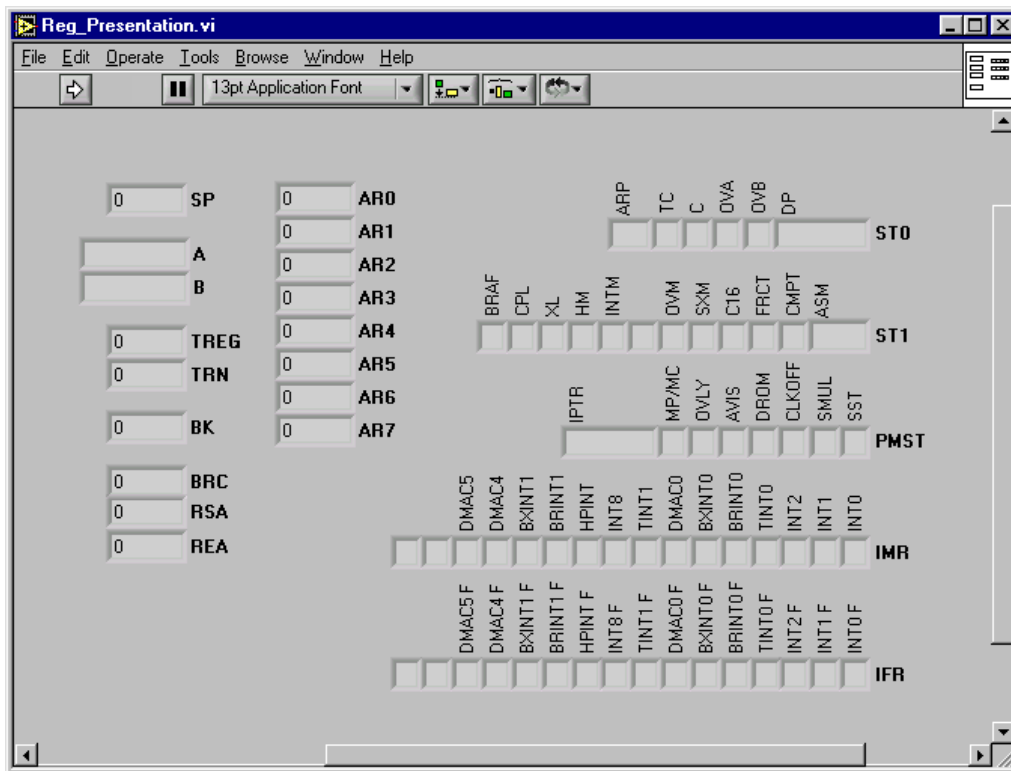 Reg_Presentation.vi
File Edit Operate Tools Browse Window Help
13pt Application Font
0 SP
A
B
0 TREG
0 TRN
0 BK
0 BRC
0 RSA
0 REA
0 AR0
0 AR1
0 AR2
0 AR3
0 AR4
0 AR5
0 AR6
0 AR7
ARP TC C OVA OVB DP
ST0
BRAF CPL XL HM INTM OVM SXM C16 FRCT CMPT ASM
ST1
IPTR MP/MC OVLY AVIS DROM CLKOFF SMUL SST
PMST
DMAC5 DMAC4 BXINT1 BRINT1 HPINT INT8 TINT1 DMAC0 BXINT0 BRINT0 TINT0 INT2 INT1 INT0
IMR
DMAC5 F DMAC4 F BXINT1 F BRINT1 F HPINT F INT8 F TINT1 F DMAC0 F BXINT0 F BRINT0 F TINT0 F INT2 F INT1 F INT0 F
IFR